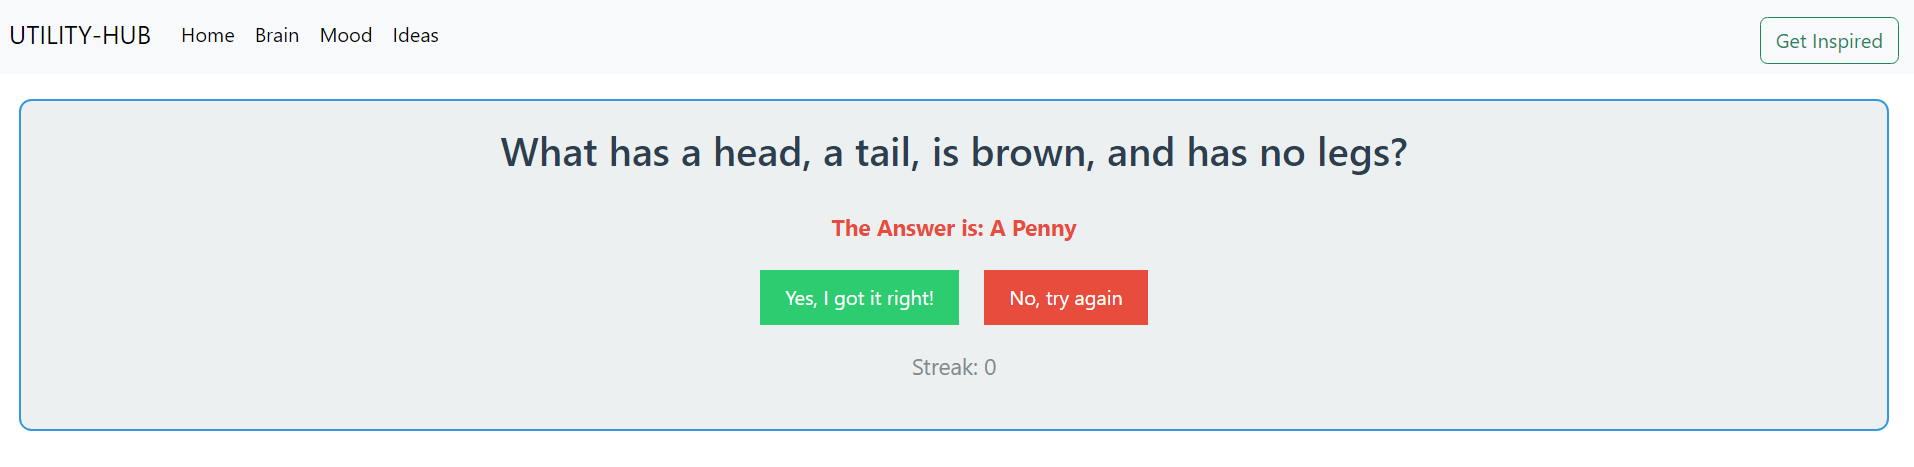 UTILITY-HUB Home Brain Mood Ideas Get Inspired
What has a head, a tail, is brown, and has no legs?
The Answer is: A Penny
Yes, I got it right! No, try again
Streak: 0